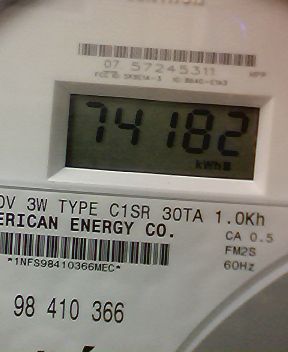 07 57245311
74182
kWh
0V 3W TYPE C1SR 30TA 1.0Kh
ERICAN ENERGY CO.
CA 0.5
FM2S
*1NFS98410366MEC*
60Hz
98 410 366